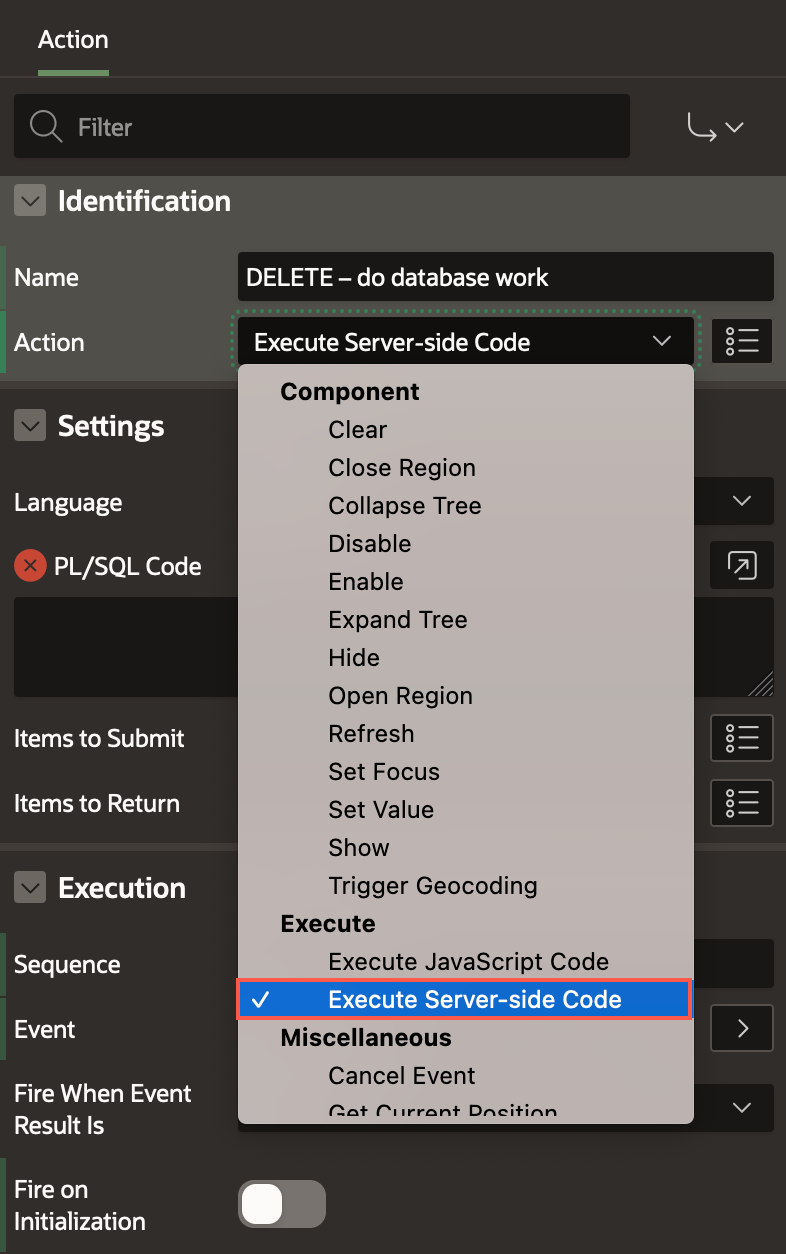 Action
Filter
Identification
Name
DELETE – do database work
Action
Execute Server-side Code
Component
Clear
Close Region
Collapse Tree
Disable
Enable
Expand Tree
Hide
Open Region
Refresh
Set Focus
Set Value
Show
Trigger Geocoding
Execute
Execute JavaScript Code
Execute Server-side Code
Miscellaneous
Cancel Event
Get Current Position
Settings
Language
PL/SQL Code
Items to Submit
Items to Return
Execution
Sequence
Event
Fire When Event
Result Is
Fire on
Initialization